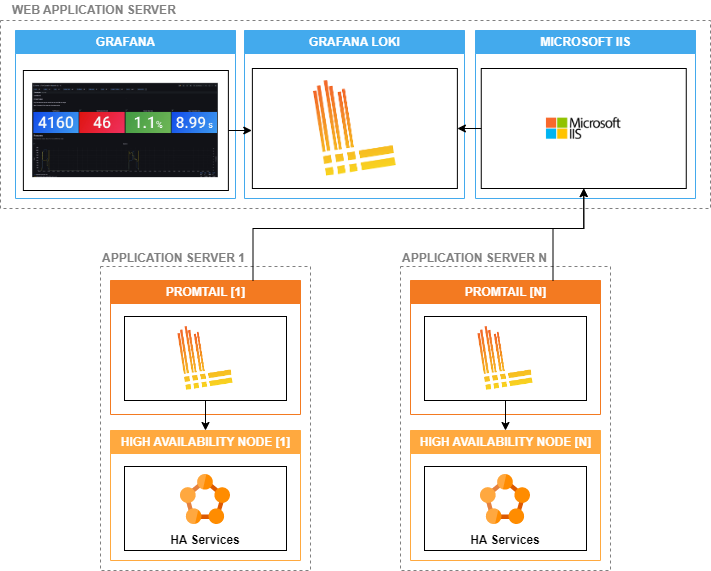 WEB APPLICATION SERVER
GRAFANA
GRAFANA LOKI
MICROSOFT IIS
4160
46
1.1%
8.99 s
Microsoft
IIS
APPLICATION SERVER 1
APPLICATION SERVER N
PROMTAIL [1]
PROMTAIL [N]
HIGH AVAILABILITY NODE [1]
HIGH AVAILABILITY NODE [N]
HA Services
HA Services